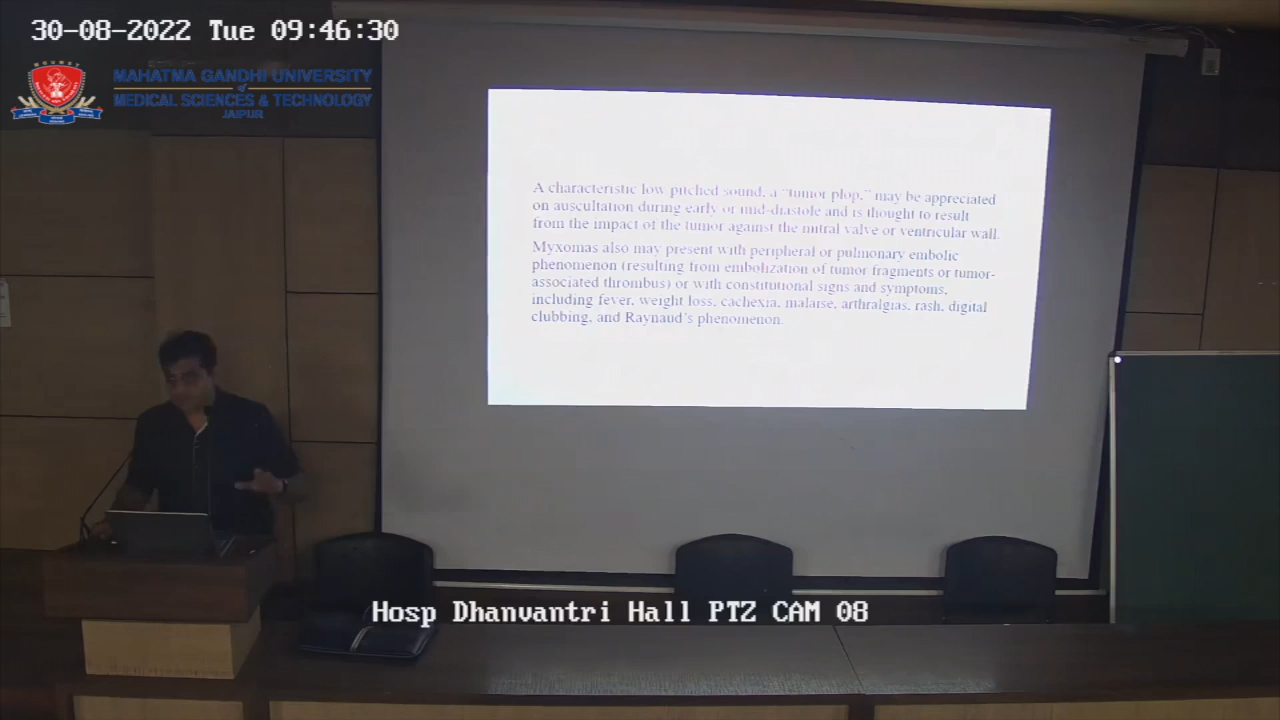 30-08-2022 Tue 09:46:30
MAHATMA GANDHI UNIVERSITY
of
MEDICAL SCIENCES & TECHNOLOGY
JAIPUR
A characteristic low pitched sound, a “tumor plop,” may be appreciated
on auscultation during early or mid-diastole and is thought to result
from the impact of the tumor against the mitral valve or ventricular wall.
Myxomas also may present with peripheral or pulmonary embolic
phenomenon (resulting from embolization of tumor fragments or tumor-
associated thrombus) or with constitutional signs and symptoms,
including fever, weight loss, cachexia, malaise, arthralgias, rash, digital
clubbing, and Raynaud’s phenomenon.
Hosp Dhanvantri Hall PTZ CAM 08